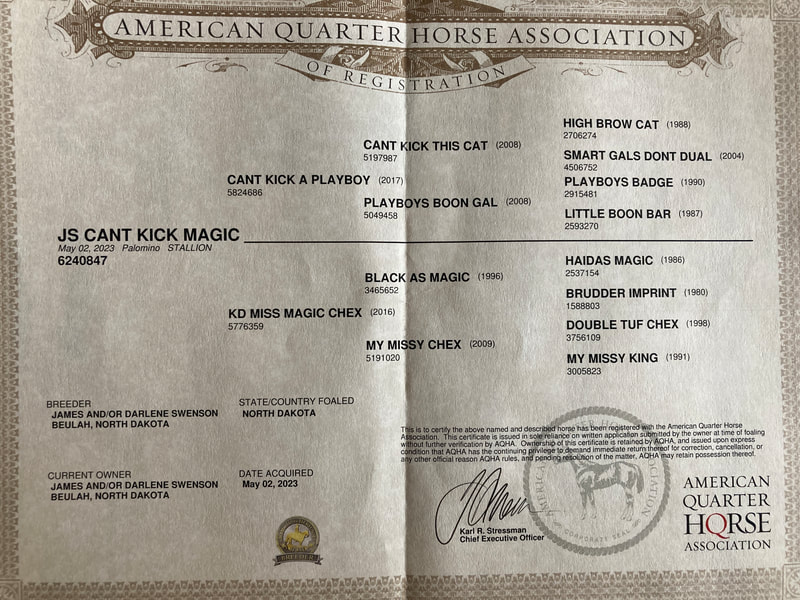 AMERICAN QUARTER HORSE ASSOCIATION
OF REGISTRATION
HIGH BROW CAT (1988)
2706274
CANT KICK THIS CAT (2008)
5197987
SMART GALS DONT DUAL (2004)
4506752
CANT KICK A PLAYBOY (2017)
5824686
PLAYBOYS BADGE (1990)
2915481
PLAYBOYS BOON GAL (2008)
5049458
LITTLE BOON BAR (1987)
2593270
JS CANT KICK MAGIC
May 02, 2023 Palomino STALLION
6240847
HAIDAS MAGIC (1986)
2537154
BLACK AS MAGIC (1996)
3465652
BRUDDER IMPRINT (1980)
1588803
KD MISS MAGIC CHEX (2016)
5776359
DOUBLE TUF CHEX (1998)
3756109
MY MISSY CHEX (2009)
5191020
MY MISSY KING (1991)
3005823
BREEDER
JAMES AND/OR DARLENE SWENSON
BEULAH, NORTH DAKOTA
STATE/COUNTRY FOALED
NORTH DAKOTA
This is to certify the above named and described horse has been registered with the American Quarter Horse
Association. This certificate is issued in sole reliance on written application submitted by the owner at time of foaling
without further verification by AQHA. Ownership of this certificate is retained by AQHA, and issued upon express
condition that AQHA has the continuing privilege to demand immediate return thereof for correction, cancellation, or
any other official reason AQHA rules, and pending resolution of the matter, AQHA may retain possession thereof.
CURRENT OWNER
JAMES AND/OR DARLENE SWENSON
BEULAH, NORTH DAKOTA
DATE ACQUIRED
May 02, 2023
Karl R. Stressman
Chief Executive Officer
CORPORATE SEAL
AMERICAN
QUARTER
HORSE
ASSOCIATION
BREEDER